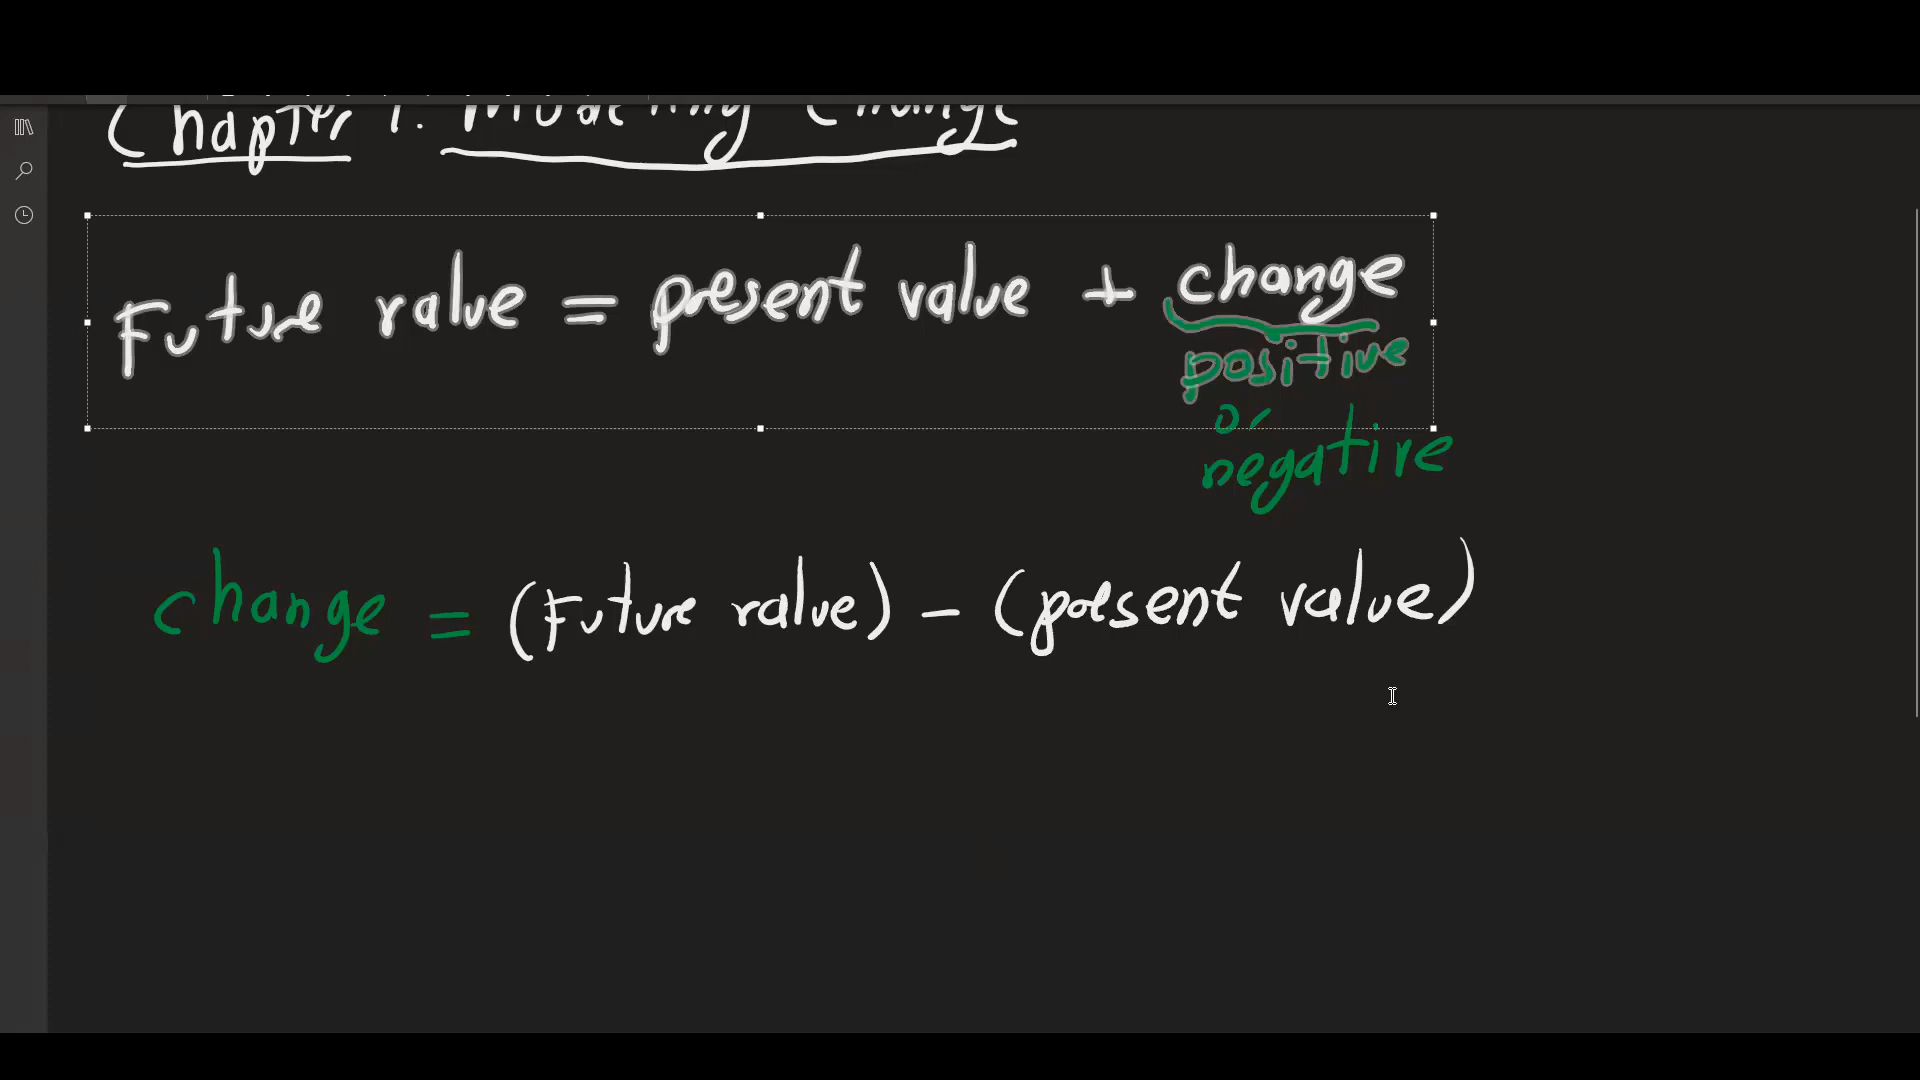 Chapter 1. Modeling Change
Future value = present value + change
positive
or
negative
change = (Future value) - (present value)